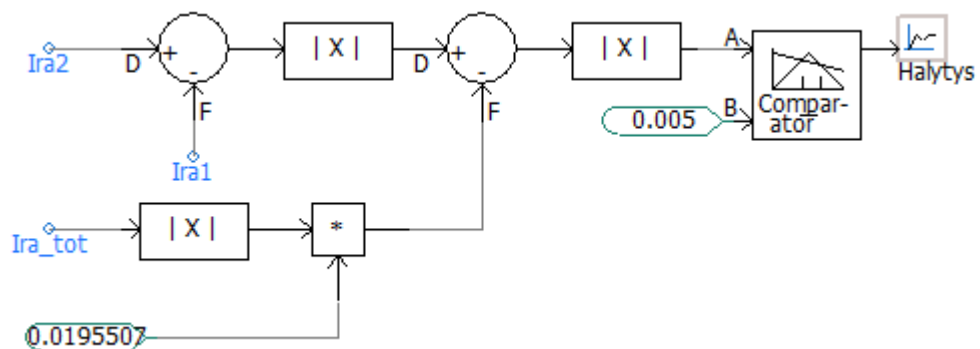 Ira2
D
+
-
F
Ira1
| X |
D
+
-
F
| X |
A
B
0.005
Compar-
ator
Halytys
Ira_tot
| X |
*
0.0195507